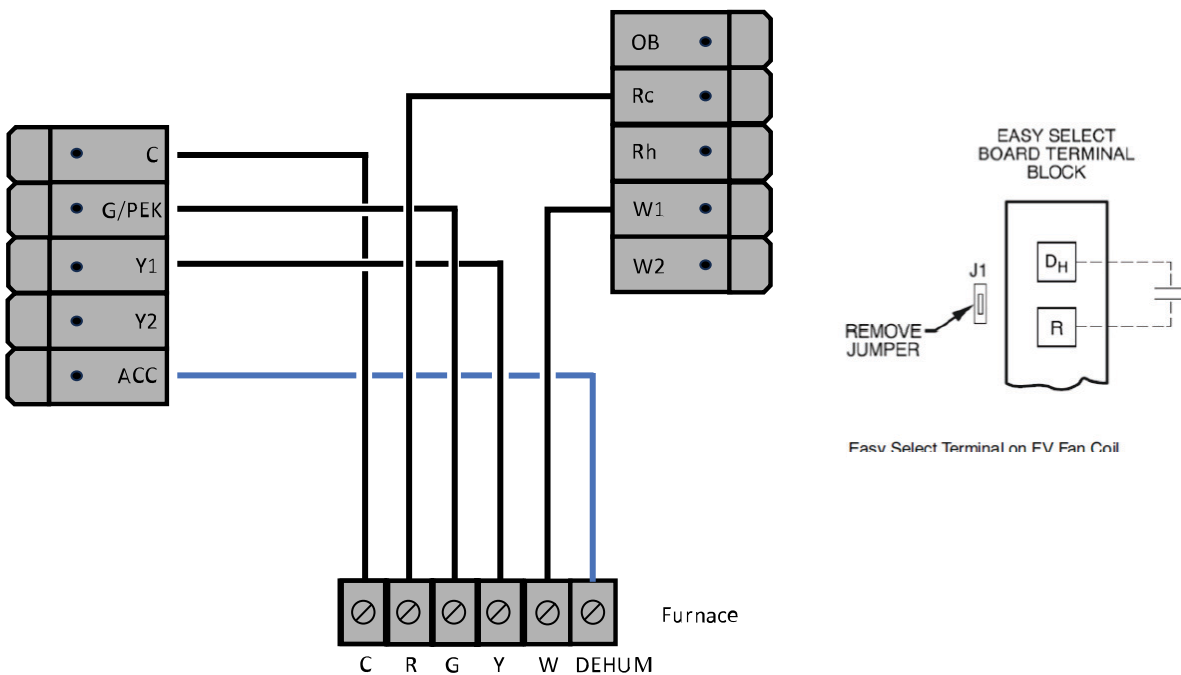 OB
Rc
Rh
W1
W2
C
G/PEK
Y1
Y2
ACC
Furnace
C R G Y W DEHUM
EASY SELECT
BOARD TERMINAL
BLOCK
DH
J1
R
REMOVE
JUMPER
Easy Select Terminal on FV Fan Coil